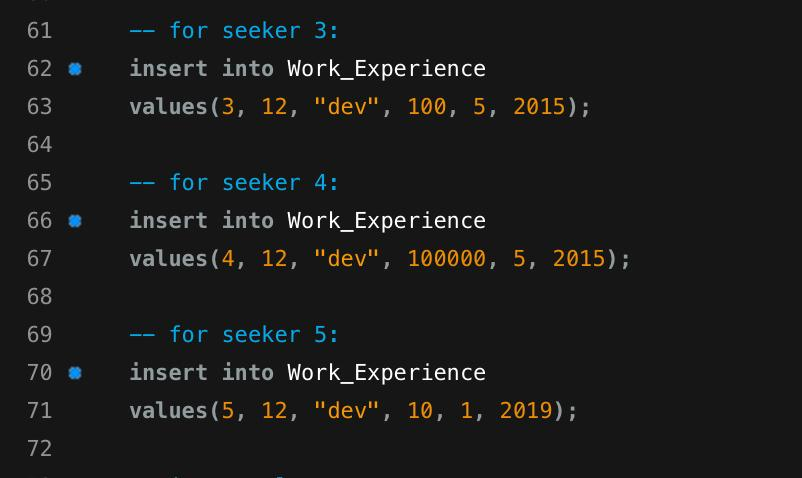 61 -- for seeker 3:
62 insert into Work_Experience
63 values(3, 12, "dev", 100, 5, 2015);
64
65 -- for seeker 4:
66 insert into Work_Experience
67 values(4, 12, "dev", 100000, 5, 2015);
68
69 -- for seeker 5:
70 insert into Work_Experience
71 values(5, 12, "dev", 10, 1, 2019);
72